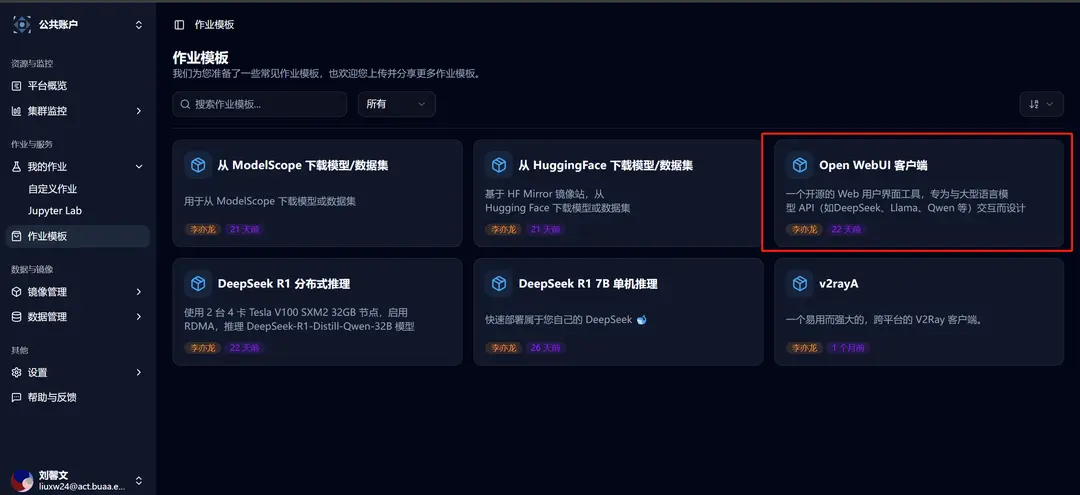 公共账户
资源与监控
平台概览
集群监控
作业与服务
我的作业
自定义作业
Jupyter Lab
作业模板
数据与镜像
镜像管理
数据管理
其他
设置
帮助与反馈
刘馨文
liuxw24@act.buaa.e...
作业模板
作业模板
我们为您准备了一些常见作业模板，也欢迎您上传并分享更多作业模板。
搜索作业模板...
所有
从 ModelScope 下载模型/数据集
用于从 ModelScope 下载模型或数据集
李亦龙 21 天前
从 HuggingFace 下载模型/数据集
基于 HF Mirror 镜像站，从
Hugging Face 下载模型或数据集
李亦龙 21 天前
Open WebUI 客户端
一个开源的 Web 用户界面工具，专为与大型语言模
型 API（如DeepSeek、Llama、Qwen 等）交互而设计
李亦龙 22 天前
DeepSeek R1 分布式推理
使用 2 台 4 卡 Tesla V100 SXM2 32GB 节点，启用
RDMA，推理 DeepSeek-R1-Distill-Qwen-32B 模型
李亦龙 22 天前
DeepSeek R1 7B 单机推理
快速部署属于您自己的 DeepSeek 🐋
李亦龙 26 天前
v2rayA
一个易用而强大的，跨平台的 V2Ray 客户端。
李亦龙 1 个月前